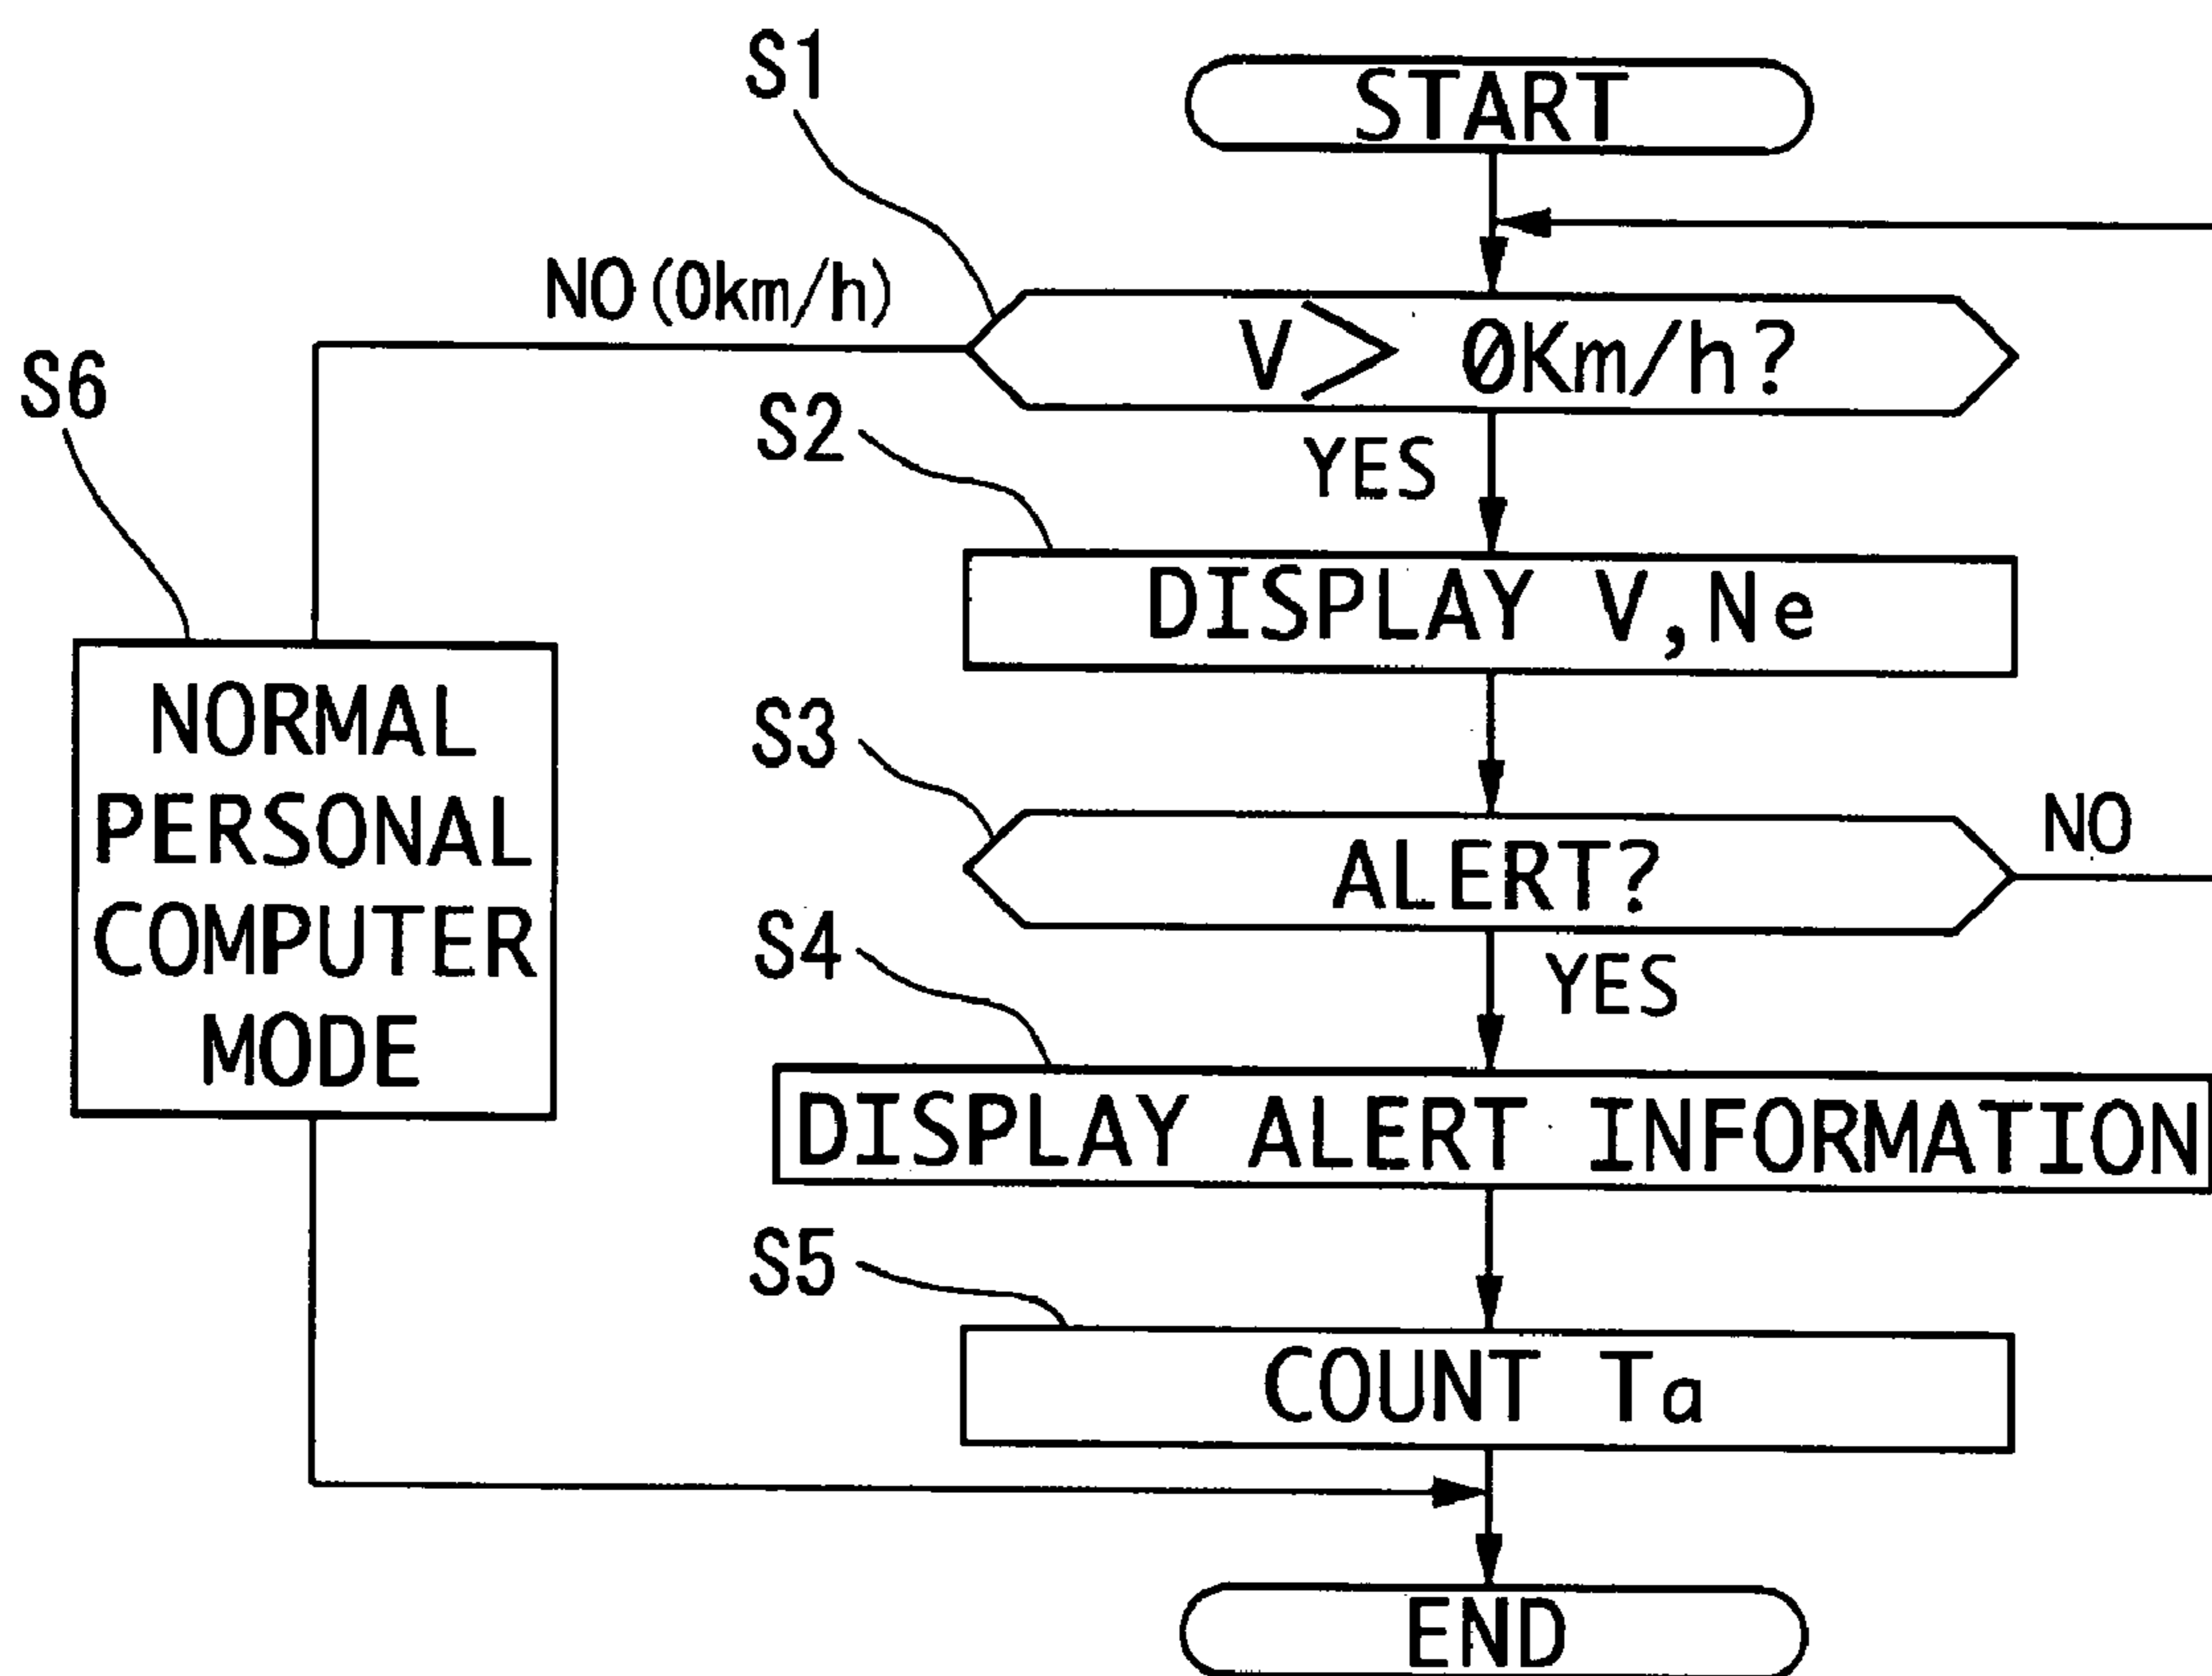 S1
START
NO(0km/h)
V> 0Km/h?
S6
S2
YES
DISPLAY V,Ne
NORMAL
PERSONAL
COMPUTER
MODE
S3
NO
ALERT?
S4
YES
DISPLAY ALERT INFORMATION
S5
COUNT Ta
END